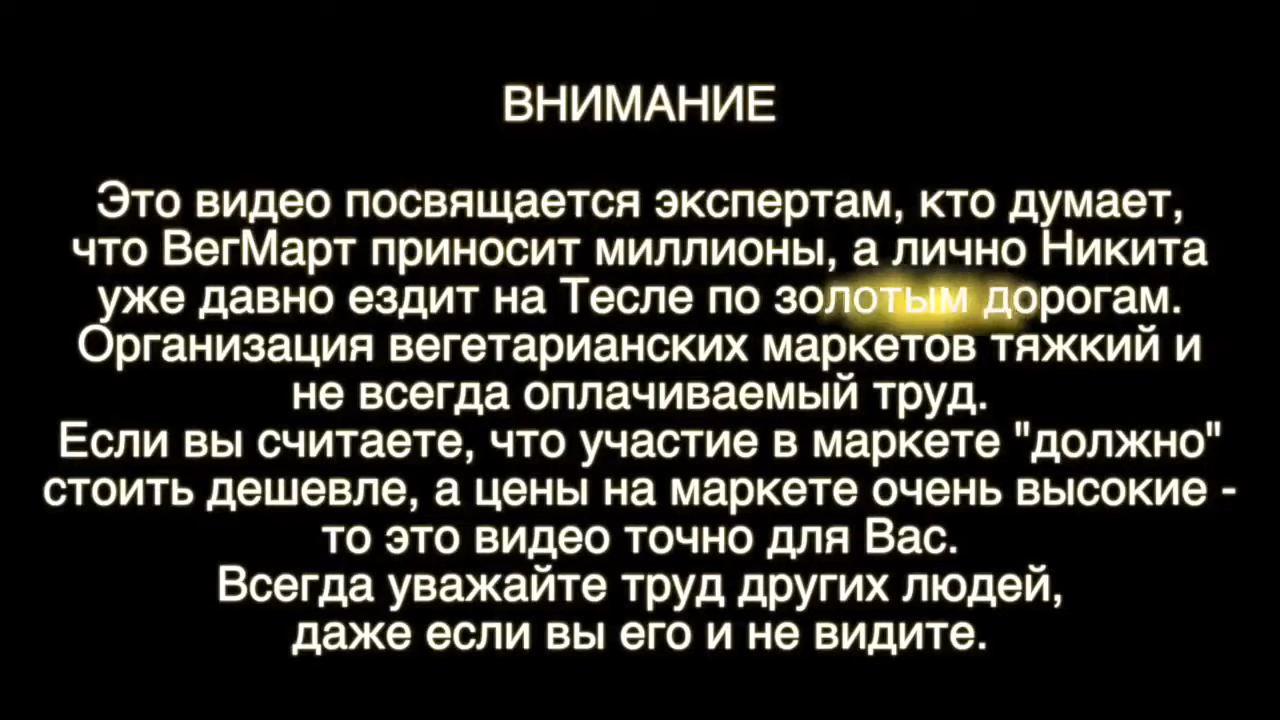 ВНИМАНИЕ
Это видео посвящается экспертам, кто думает,
что ВегМарт приносит миллионы, а лично Никита
уже давно ездит на Тесле по золотым дорогам.
Организация вегетарианских маркетов тяжкий и
не всегда оплачиваемый труд.
Если вы считаете, что участие в маркете "должно"
стоить дешевле, а цены на маркете очень высокие -
то это видео точно для Вас.
Всегда уважайте труд других людей,
даже если вы его и не видите.